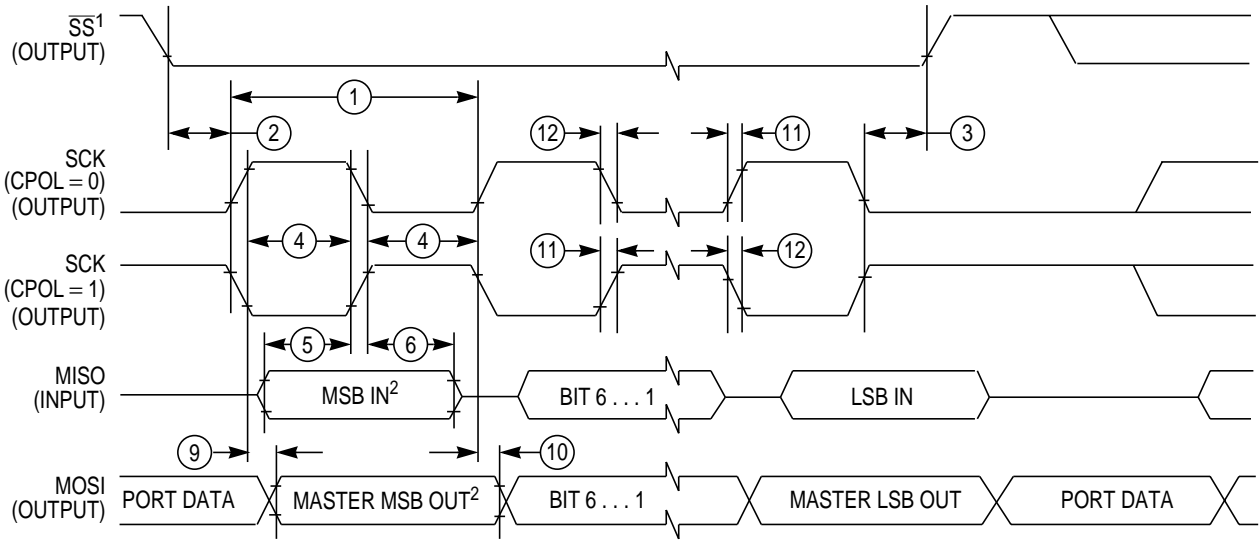 SS¹
(OUTPUT)
1
2
12
11
3
SCK
(CPOL = 0)
(OUTPUT)
4
4
SCK
(CPOL = 1)
(OUTPUT)
11
12
5
6
MISO
(INPUT)
MSB IN²
BIT 6 . . . 1
LSB IN
9
10
MOSI
(OUTPUT)
PORT DATA
MASTER MSB OUT²
BIT 6 . . . 1
MASTER LSB OUT
PORT DATA